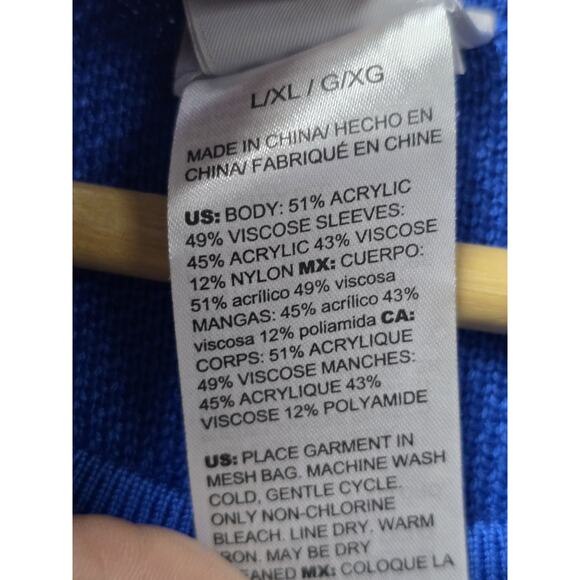 L/XL / G/XG
MADE IN CHINA/ HECHO EN
CHINA/ FABRIQUÉ EN CHINE
US: BODY: 51% ACRYLIC
49% VISCOSE SLEEVES:
45% ACRYLIC 43% VISCOSE
12% NYLON MX: CUERPO:
51% acrílico 49% viscosa
MANGAS: 45% acrílico 43%
viscosa 12% poliamida CA:
CORPS: 51% ACRYLIQUE
49% VISCOSE MANCHES:
45% ACRYLIQUE 43%
VISCOSE 12% POLYAMIDE
US: PLACE GARMENT IN
MESH BAG. MACHINE WASH
COLD, GENTLE CYCLE.
ONLY NON-CHLORINE
BLEACH. LINE DRY. WARM
IRON. MAY BE DRY
CLEANED MX: COLOQUE LA